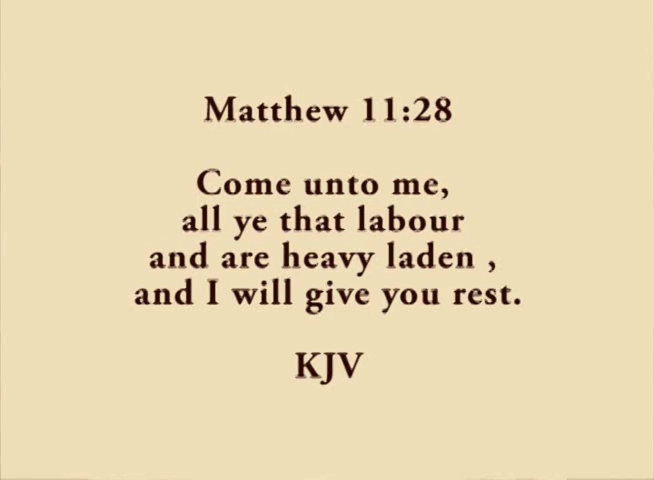 Matthew 11:28
Come unto me,
all ye that labour
and are heavy laden ,
and I will give you rest.
KJV